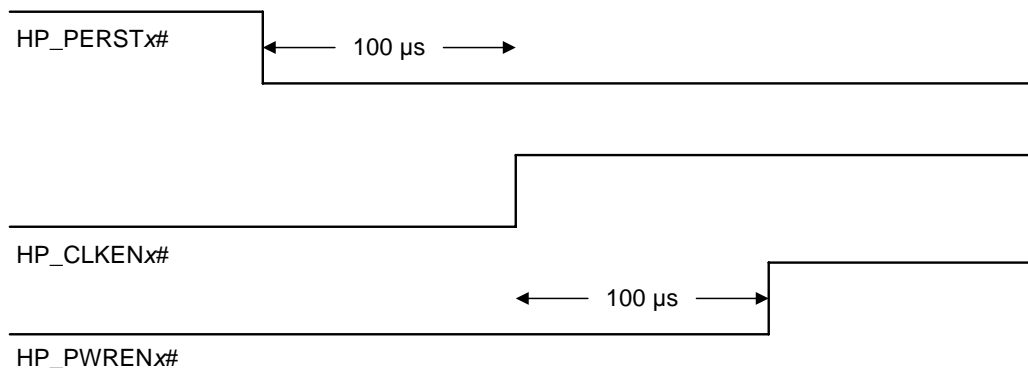 HP_PERSTx#
100 µs
HP_CLKENx#
100 µs
HP_PWRENx#